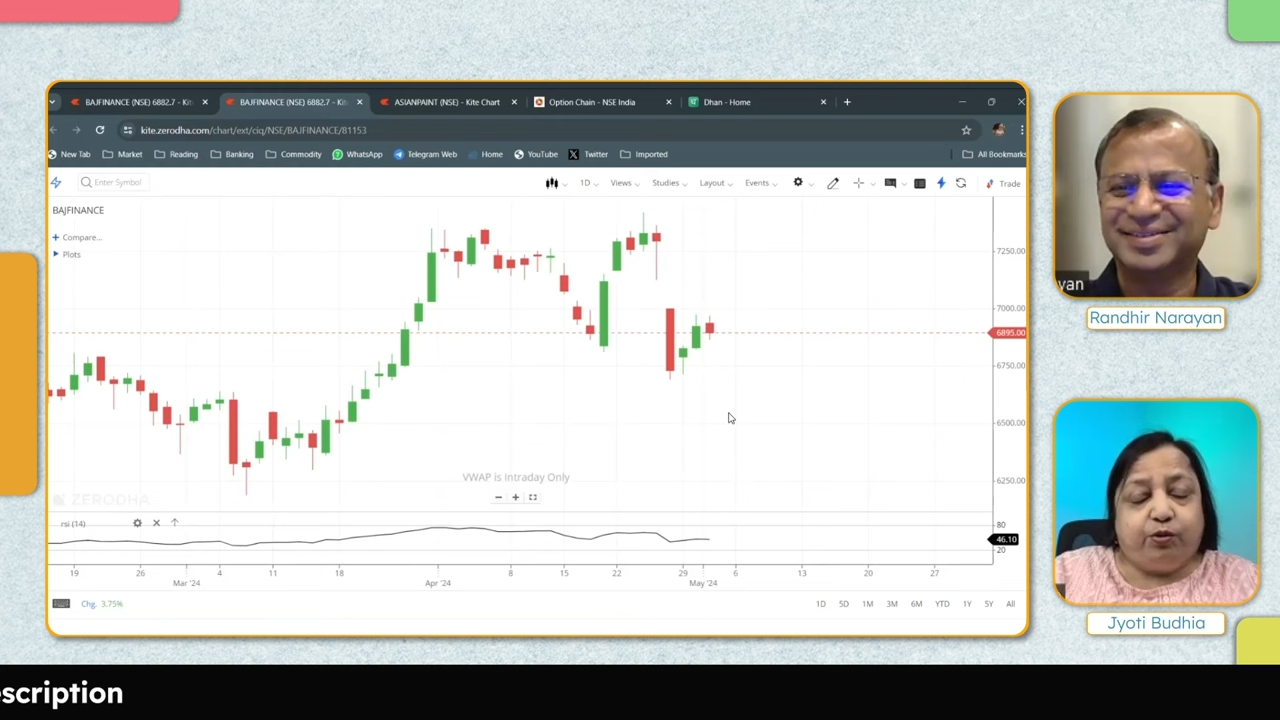 BAJFINANCE (NSE) 6882.7 - Kit
BAJFINANCE (NSE) 6882.7 - Kit
ASIANPAINT (NSE) - Kite Chart
Option Chain - NSE India
Dhan - Home
kite.zerodha.com/chart/ext/ciq/NSE/BAJFINANCE/81153
New Tab Market Reading Banking Commodity WhatsApp Telegram Web Home YouTube Twitter Imported All Bookmarks
Enter Symbol 1D Views Studies Layout Events Trade
BAJFINANCE
Compare...
Plots
7250.00
7000.00
6895.00
6750.00
6500.00
6250.00
VWAP is Intraday Only
ZERODHA
rsi (14)
80
46.10
20
19 26 4 11 18 8 15 22 29 6 13 20 27
Mar '24 Apr '24 May '24
Chg. 3.75% 1D 5D 1M 3M 6M YTD 1Y 5Y All
yan
Randhir Narayan
Jyoti Budhia
escription